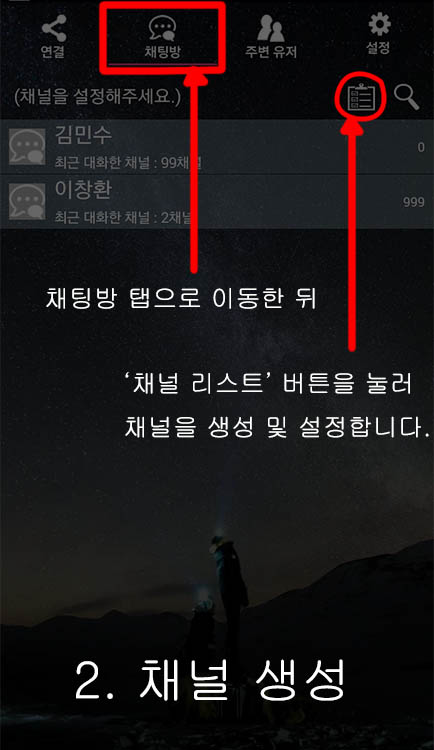 연결 채팅방 주변 유저 설정
(채널을 설정해주세요.)
김민수
최근 대화한 채널 : 99채널 0
이창환
최근 대화한 채널 : 2채널 999
채팅방 탭으로 이동한 뒤
‘채널 리스트’ 버튼을 눌러
채널을 생성 및 설정합니다.
2. 채널 생성